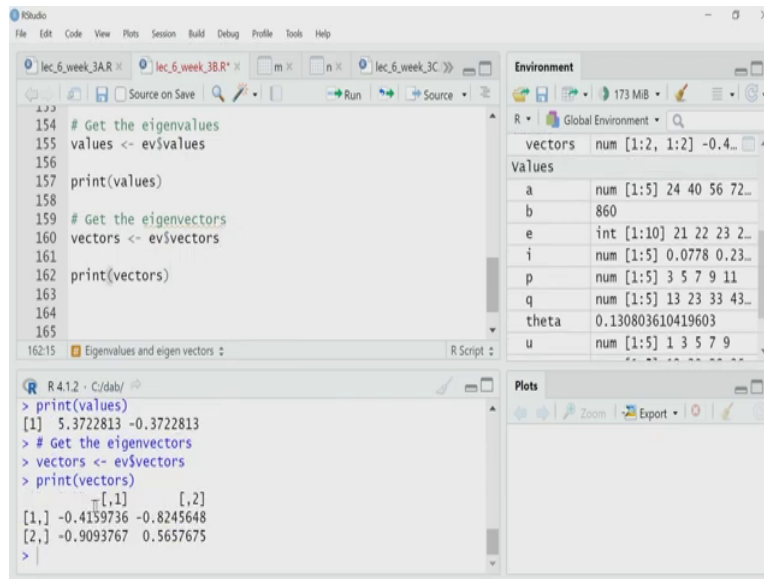 RStudio
File Edit Code View Plots Session Build Debug Profile Tools Help
lec_6_week_3A.R × lec_6_week_3B.R* × m × n × lec_6_week_3C
Source on Save Run Source
154 # Get the eigenvalues
155 values <- ev$values
156
157 print(values)
158
159 # Get the eigenvectors
160 vectors <- ev$vectors
161
162 print(vectors)
163
164
165
162:15 Eigenvalues and eigen vectors R Script
R 4.1.2 · C:/dab/
> print(values)
[1] 5.3722813 -0.3722813
> # Get the eigenvectors
> vectors <- ev$vectors
> print(vectors)
[,1] [,2]
[1,] -0.4159736 -0.8245648
[2,] -0.9093767 0.5657675
>
Environment
173 MiB
R Global Environment
vectors num [1:2, 1:2] -0.4…
Values
a num [1:5] 24 40 56 72…
b 860
e int [1:10] 21 22 23 2…
i num [1:5] 0.0778 0.23…
p num [1:5] 3 5 7 9 11
q num [1:5] 13 23 33 43…
theta 0.130803610419603
u num [1:5] 1 3 5 7 9
Plots
Zoom Export